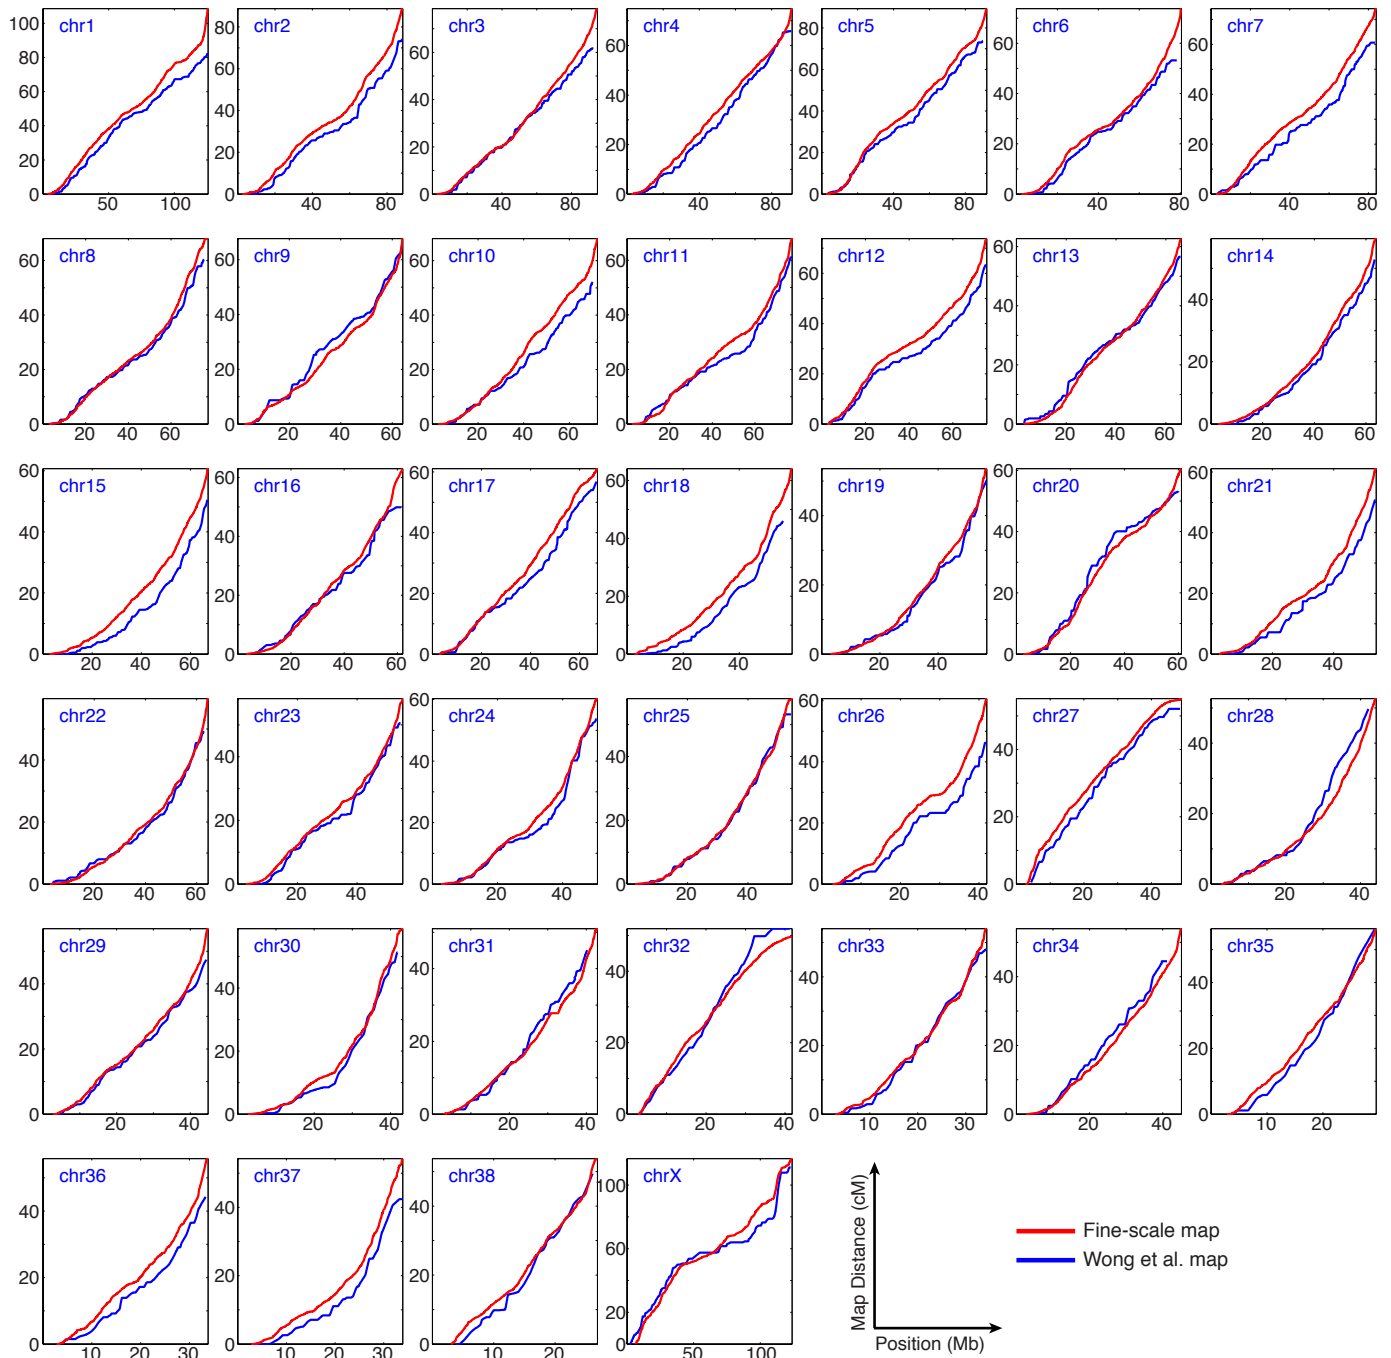 chr1
chr2
chr3
chr4
chr5
chr6
chr7
100
80
60
40
20
0
50 100
80
60
40
20
0
40 80
60
40
20
0
40 80
60
40
20
0
40 80
80
60
40
20
0
40 80
60
40
20
0
40 80
60
40
20
0
40 80
chr8
chr9
chr10
chr11
chr12
chr13
chr14
60
40
20
0
20 40 60
60
40
20
0
20 40 60
60
40
20
0
20 40 60
60
40
20
0
20 40 60
60
40
20
0
20 40 60
60
40
20
0
20 40 60
40
20
0
20 40 60
chr15
chr16
chr17
chr18
chr19
chr20
chr21
60
40
20
0
20 40 60
60
40
20
0
20 40 60
60
40
20
0
20 40 60
60
40
20
0
20 40
40
20
0
20 40
60
40
20
0
20 40 60
60
40
20
0
20 40
chr22
chr23
chr24
chr25
chr26
chr27
chr28
40
20
0
20 40 60
40
20
0
20 40
60
40
20
0
20 40
60
40
20
0
20 40
60
40
20
0
20 40
40
20
0
20 40
40
20
0
20 40
chr29
chr30
chr31
chr32
chr33
chr34
chr35
40
20
0
20 40
40
20
0
20 40
40
20
0
20 40
40
20
0
20 40
40
20
0
10 20 30
40
20
0
20 40
40
20
0
10 20
chr36
chr37
chr38
chrX
40
20
0
10 20 30
40
20
0
10 20 30
40
20
0
10 20
100
60
20
0
50 100
Map Distance (cM)
Position (Mb)
Fine-scale map
Wong et al. map